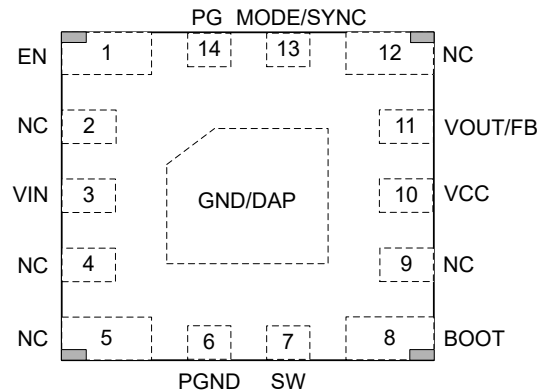 PG MODE/SYNC
EN 1 14 13 12 NC
NC 2 11 VOUT/FB
VIN 3 GND/DAP 10 VCC
NC 4 9 NC
NC 5 6 7 8 BOOT
PGND SW